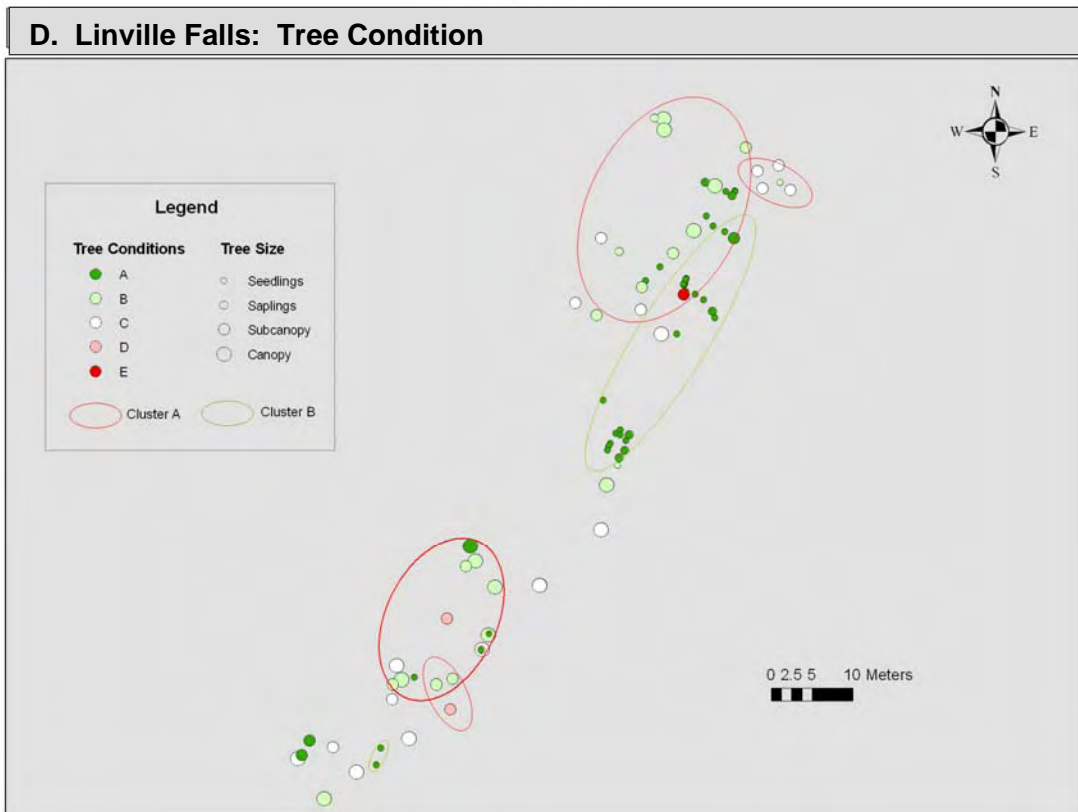 D. Linville Falls: Tree Condition
N
W E
S
Legend
Tree Conditions Tree Size
A Seedlings
B Saplings
C Subcanopy
D Canopy
E
Cluster A Cluster B
0 2.5 5 10 Meters